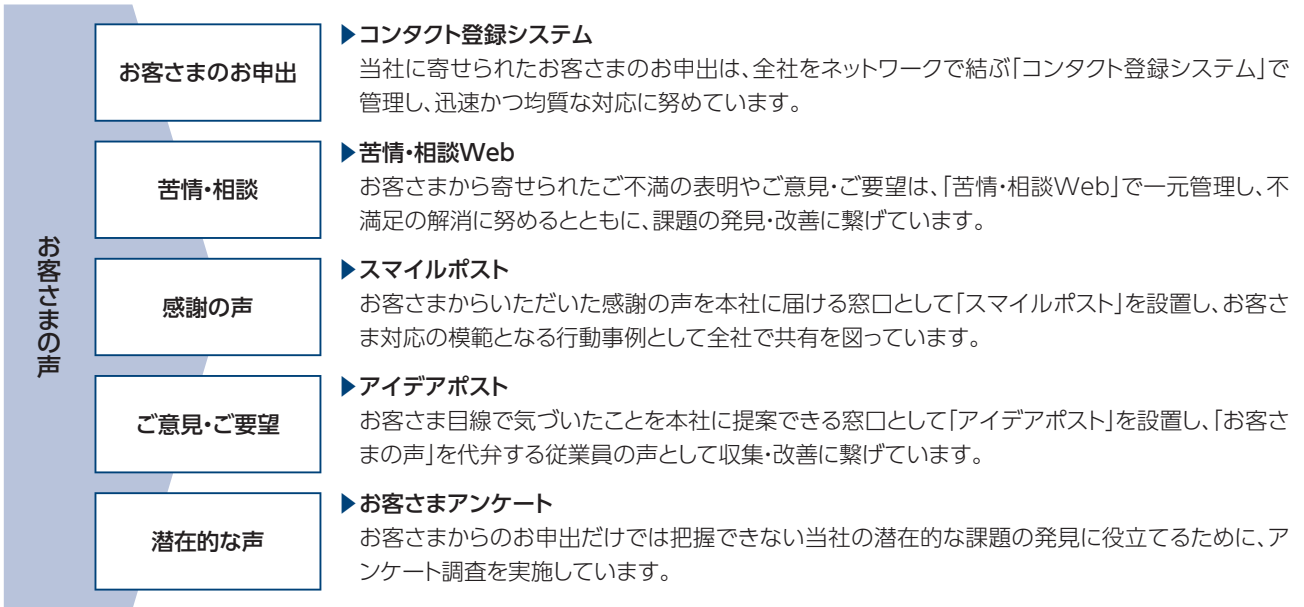 お客さまの声
お客さまのお申出
▶コンタクト登録システム
当社に寄せられたお客さまのお申出は、全社をネットワークで結ぶ「コンタクト登録システム」で
管理し、迅速かつ均質な対応に努めています。
苦情・相談
▶苦情・相談Web
お客さまから寄せられたご不満の表明やご意見・ご要望は、「苦情・相談Web」で一元管理し、不
満足の解消に努めるとともに、課題の発見・改善に繋げています。
感謝の声
▶スマイルポスト
お客さまからいただいた感謝の声を本社に届ける窓口として「スマイルポスト」を設置し、お客さ
ま対応の模範となる行動事例として全社で共有を図っています。
ご意見・ご要望
▶アイデアポスト
お客さま目線で気づいたことを本社に提案できる窓口として「アイデアポスト」を設置し、「お客さ
まの声」を代弁する従業員の声として収集・改善に繋げています。
潜在的な声
▶お客さまアンケート
お客さまからのお申出だけでは把握できない当社の潜在的な課題の発見に役立てるために、ア
ンケート調査を実施しています。